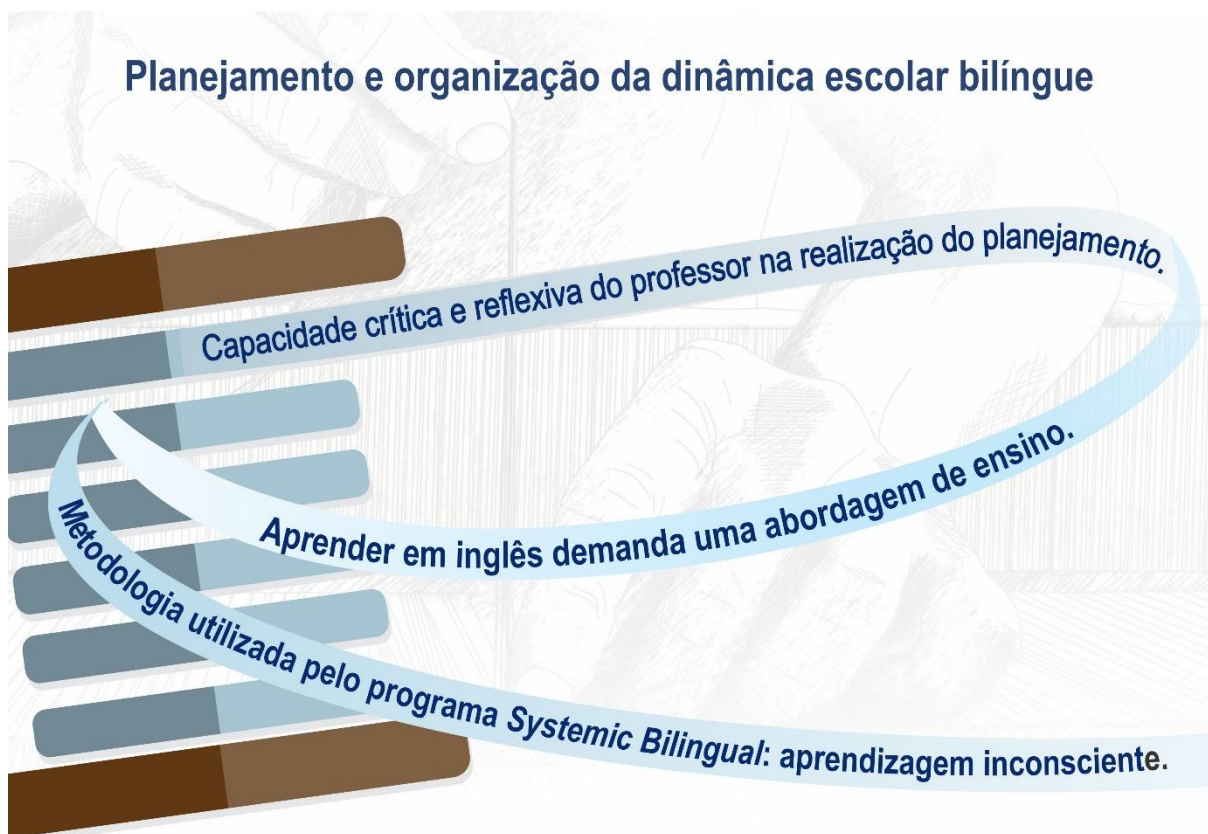 Planejamento e organização da dinâmica escolar bilíngue
Capacidade crítica e reflexiva do professor na realização do planejamento.
Aprender em inglês demanda uma abordagem de ensino.
Metodologia utilizada pelo programa Systemic Bilingual: aprendizagem inconsciente.